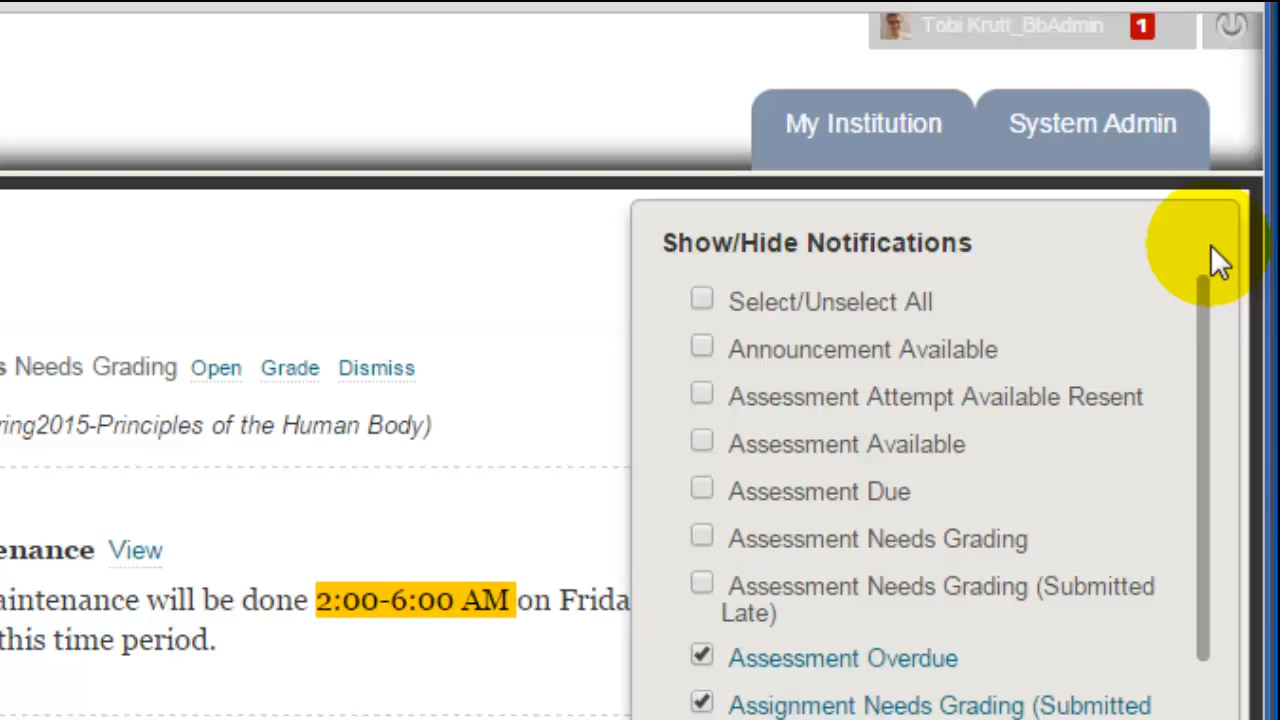 Tobi Krutt_BbAdmin 1
My Institution System Admin
Show/Hide Notifications
Select/Unselect All
Announcement Available
s Needs Grading Open Grade Dismiss
Assessment Attempt Available Resent
ring2015-Principles of the Human Body)
Assessment Available
Assessment Due
Assessment Needs Grading
enance View
Assessment Needs Grading (Submitted
Late)
aintenance will be done 2:00-6:00 AM on Frida
this time period.
Assessment Overdue
Assignment Needs Grading (Submitted